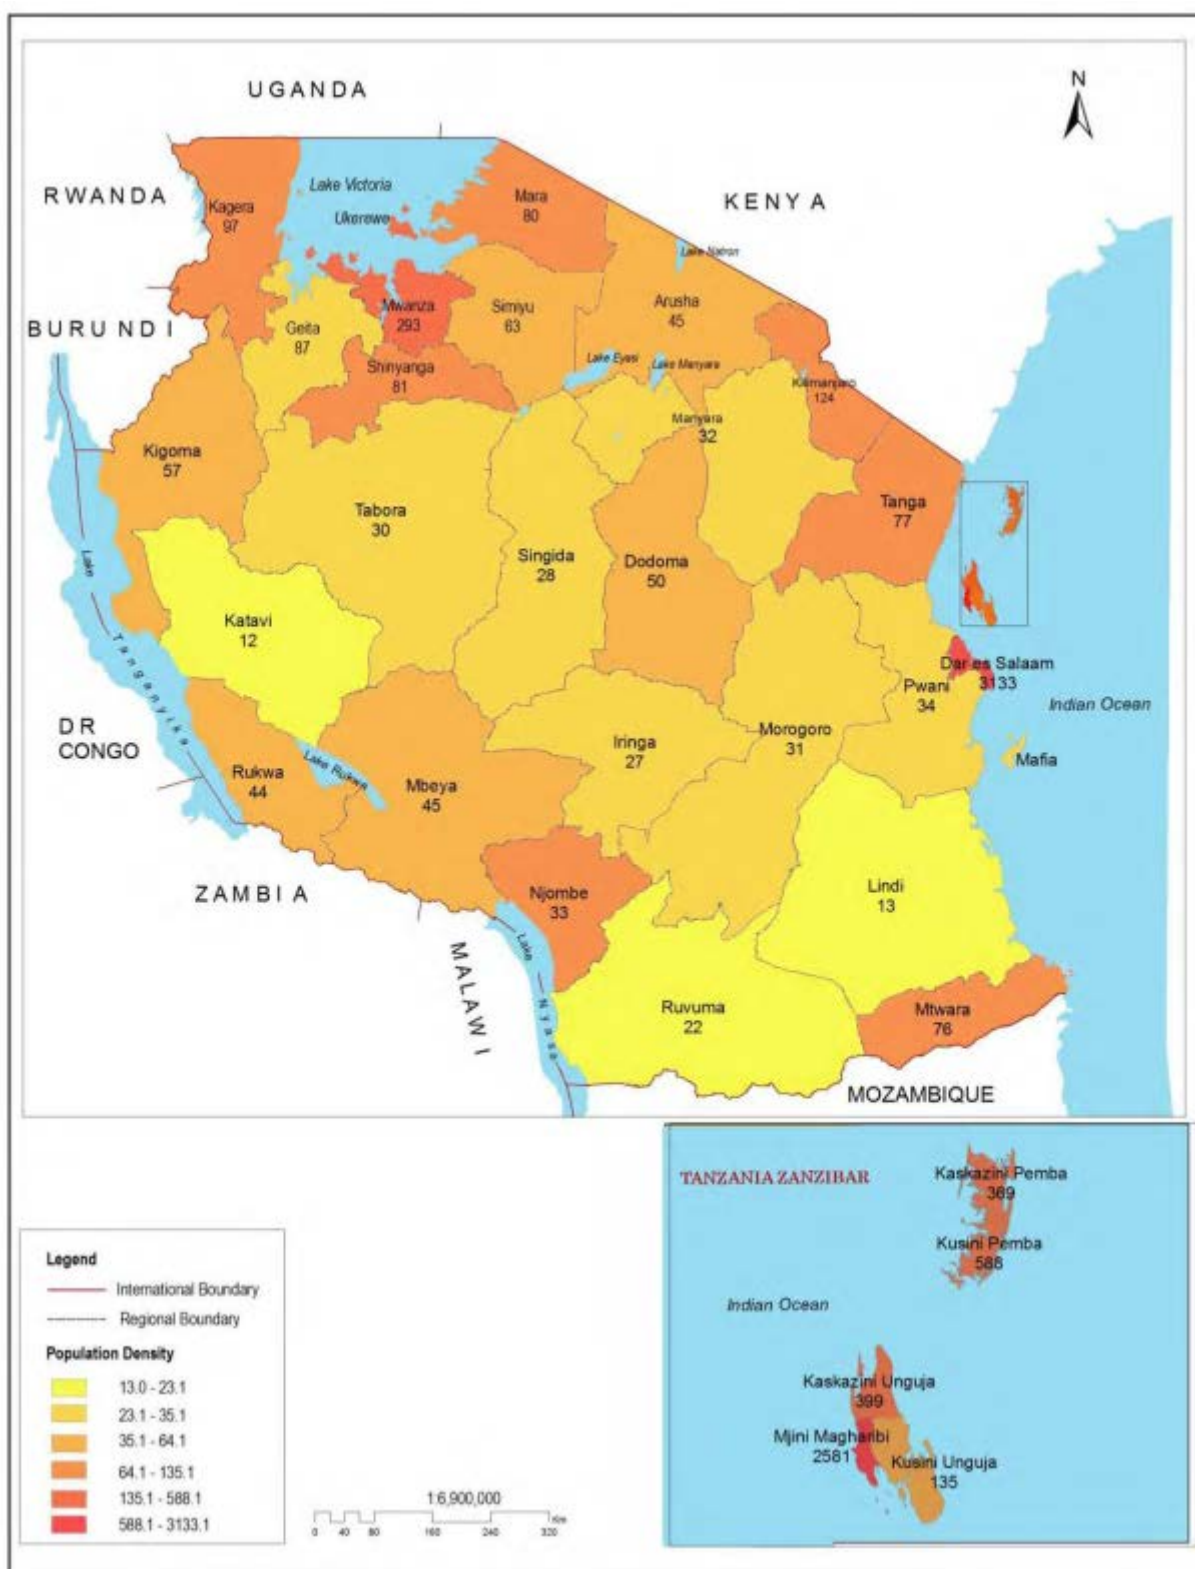 UGANDA
N
RWANDA
Lake Victoria
Ukerewe
Mara
80
KENYA
Kagera
97
Lake Natron
BURUNDI
Geita
87
Mwanza
293
Simiyu
63
Arusha
45
Shinyanga
81
Lake Eyasi
Lake Manyara
Kilimanjaro
124
Manyara
32
Kigoma
57
Tabora
30
Singida
28
Dodoma
50
Tanga
77
Katavi
12
Lake Tanganyika
Dar es Salaam
3133
Pwani
34
Indian Ocean
DR
CONGO
Morogoro
31
Iringa
27
Mafia
Rukwa
44
Lake Rukwa
Mbeya
45
ZAMBIA
Njombe
33
Lindi
13
Lake Nyasa
MALAWI
Ruvuma
22
Mtwara
76
MOZAMBIQUE
TANZANIA ZANZIBAR
Kaskazini Pemba
369
Kusini Pemba
588
Indian Ocean
Kaskazini Unguja
399
Mjini Magharibi
2581
Kusini Unguja
135
Legend
International Boundary
Regional Boundary
Population Density
13.0 - 23.1
23.1 - 35.1
35.1 - 64.1
64.1 - 135.1
135.1 - 588.1
588.1 - 3133.1
1:6,900,000
Km
0 40 80 160 240 320